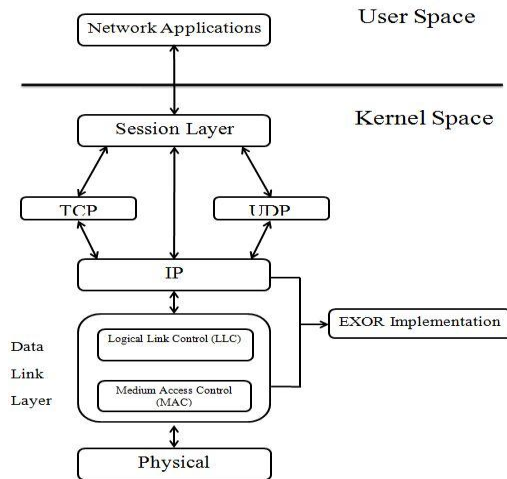 User Space
Network Applications
Kernel Space
Session Layer
TCP
UDP
IP
EXOR Implementation
Data
Link
Layer
Logical Link Control (LLC)
Medium Access Control
(MAC)
Physical